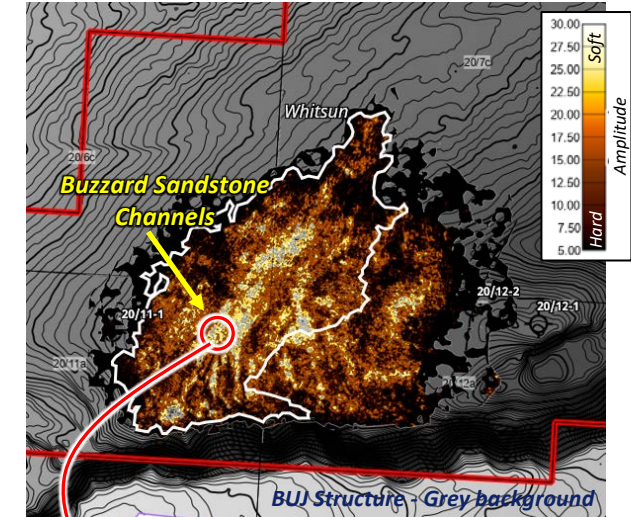 30.00
27.50
25.00
22.50
20.00
17.50
15.00
12.50
10.00
7.50
5.00
Soft
Hard
Amplitude
20/7c
Whitsun
20/6c
Buzzard Sandstone
Channels
20/11-1
20/12-2
20/12-1
20/11a
BUJ Structure - Grey background